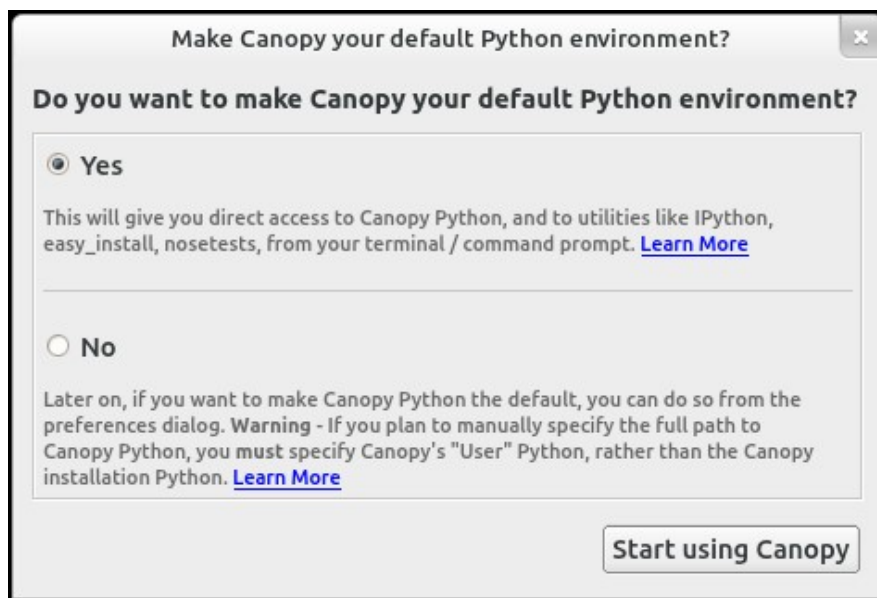 Make Canopy your default Python environment?
Do you want to make Canopy your default Python environment?
Yes
This will give you direct access to Canopy Python, and to utilities like IPython,
easy_install, nosetests, from your terminal / command prompt. Learn More
No
Later on, if you want to make Canopy Python the default, you can do so from the
preferences dialog. Warning - If you plan to manually specify the full path to
Canopy Python, you must specify Canopy's "User" Python, rather than the Canopy
installation Python. Learn More
Start using Canopy